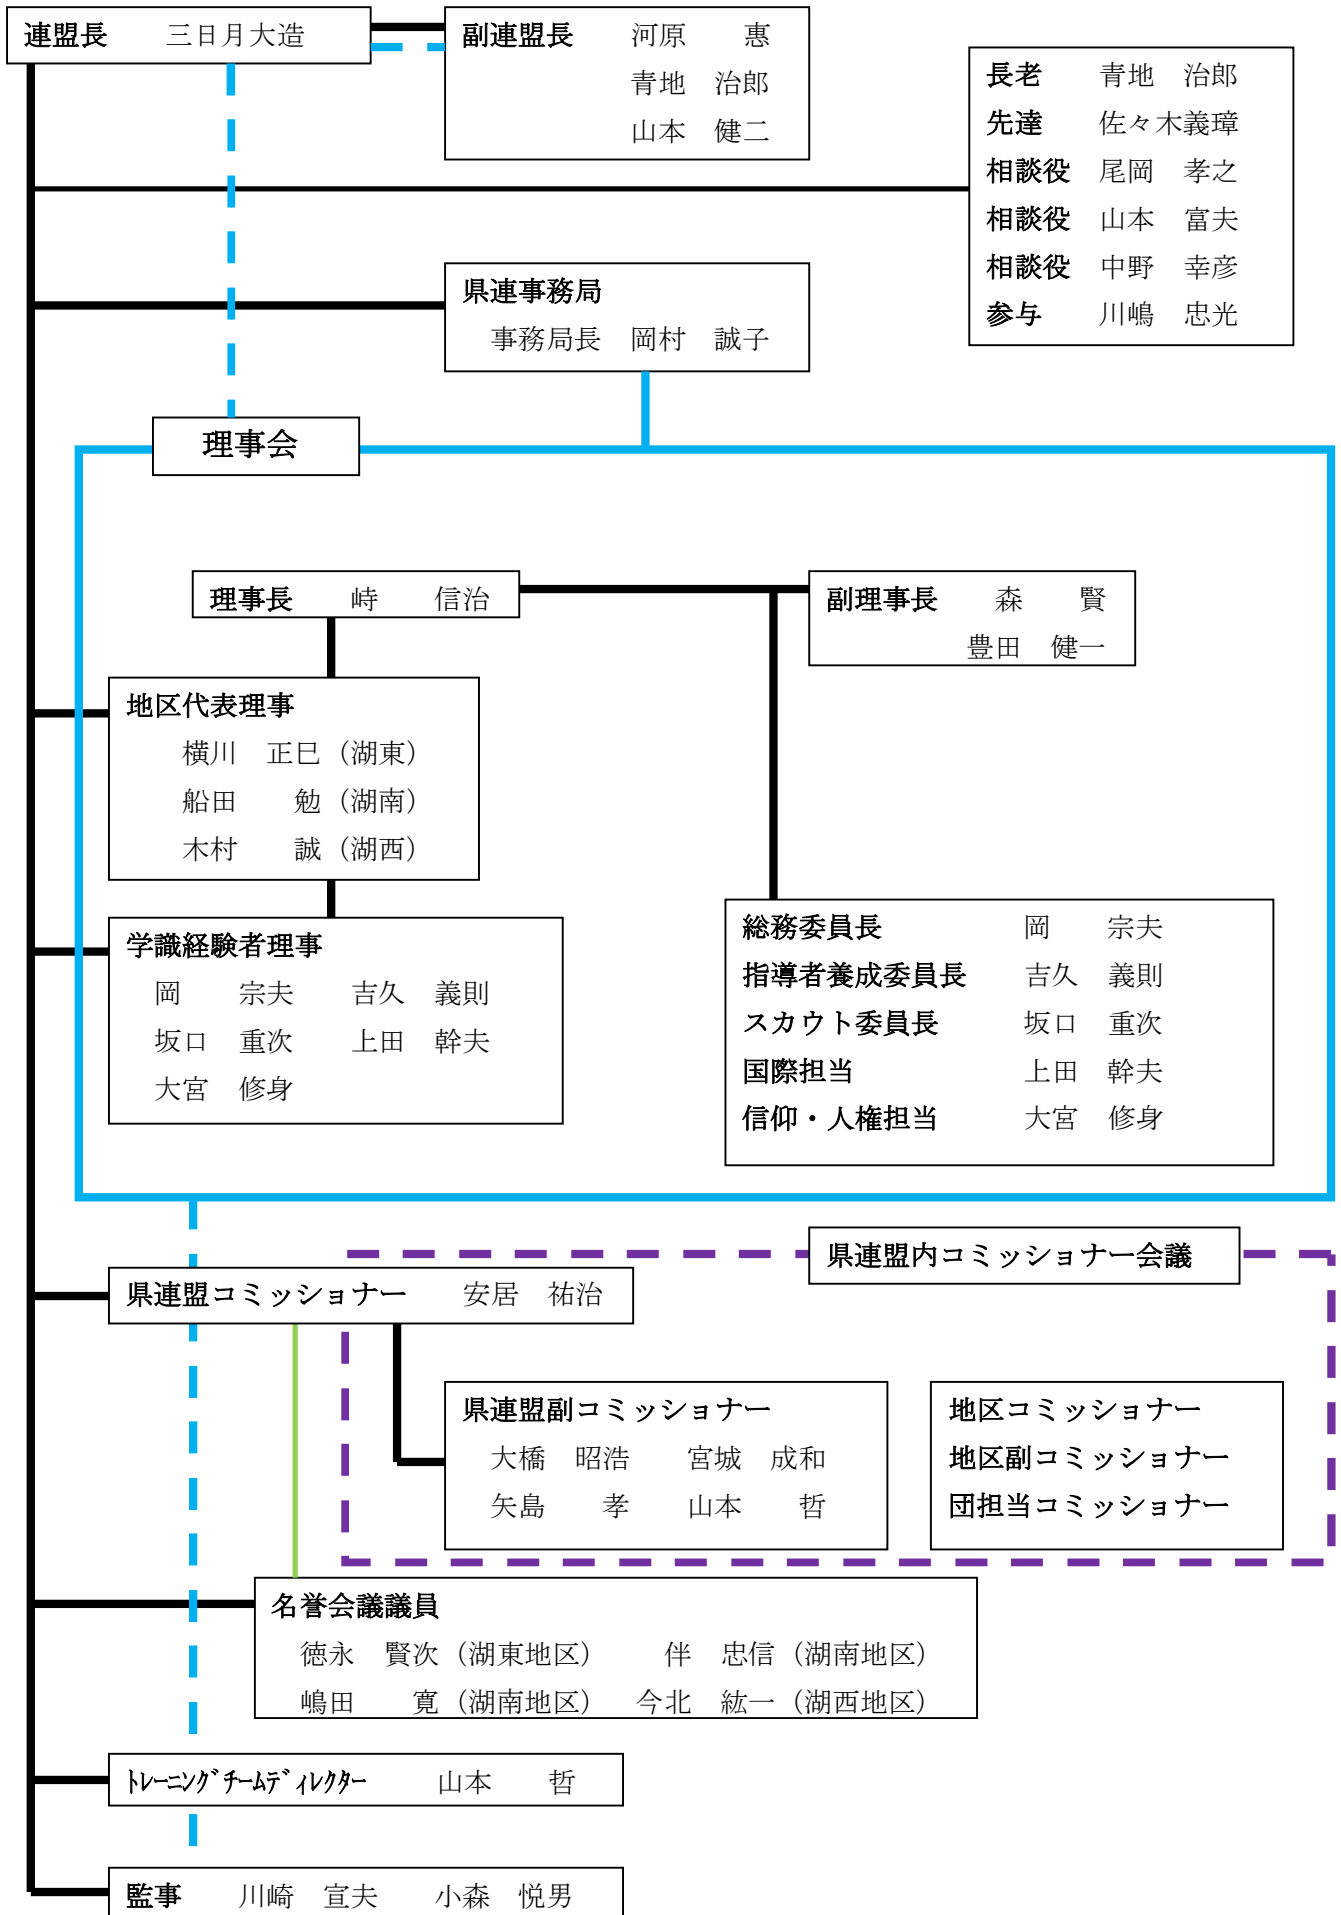 連盟長　三日月大造
副連盟長　河原　惠
青地　治郎
山本　健二
長老　青地　治郎
先達　佐々木義璋
相談役　尾岡　孝之
相談役　山本　富夫
相談役　中野　幸彦
参与　川嶋　忠光
県連事務局
事務局長　岡村　誠子
理事会
理事長　峙　信治
副理事長　森　賢
豊田　健一
地区代表理事
横川　正巳（湖東）
船田　勉（湖南）
木村　誠（湖西）
学識経験者理事
岡　宗夫　吉久　義則
坂口　重次　上田　幹夫
大宮　修身
総務委員長　岡　宗夫
指導者養成委員長　吉久　義則
スカウト委員長　坂口　重次
国際担当　上田　幹夫
信仰・人権担当　大宮　修身
県連盟内コミッショナー会議
県連盟コミッショナー　安居　祐治
県連盟副コミッショナー
大橋　昭浩　宮城　成和
矢島　孝　山本　哲
地区コミッショナー
地区副コミッショナー
団担当コミッショナー
名誉会議議員
徳永　賢次（湖東地区）　伴　忠信（湖南地区）
嶋田　寛（湖南地区）　今北　紘一（湖西地区）
ﾄﾚｰﾆﾝｸﾞﾁｰﾑﾃﾞｨﾚｸﾀｰ　山本　哲
監事　川崎　宣夫　小森　悦男